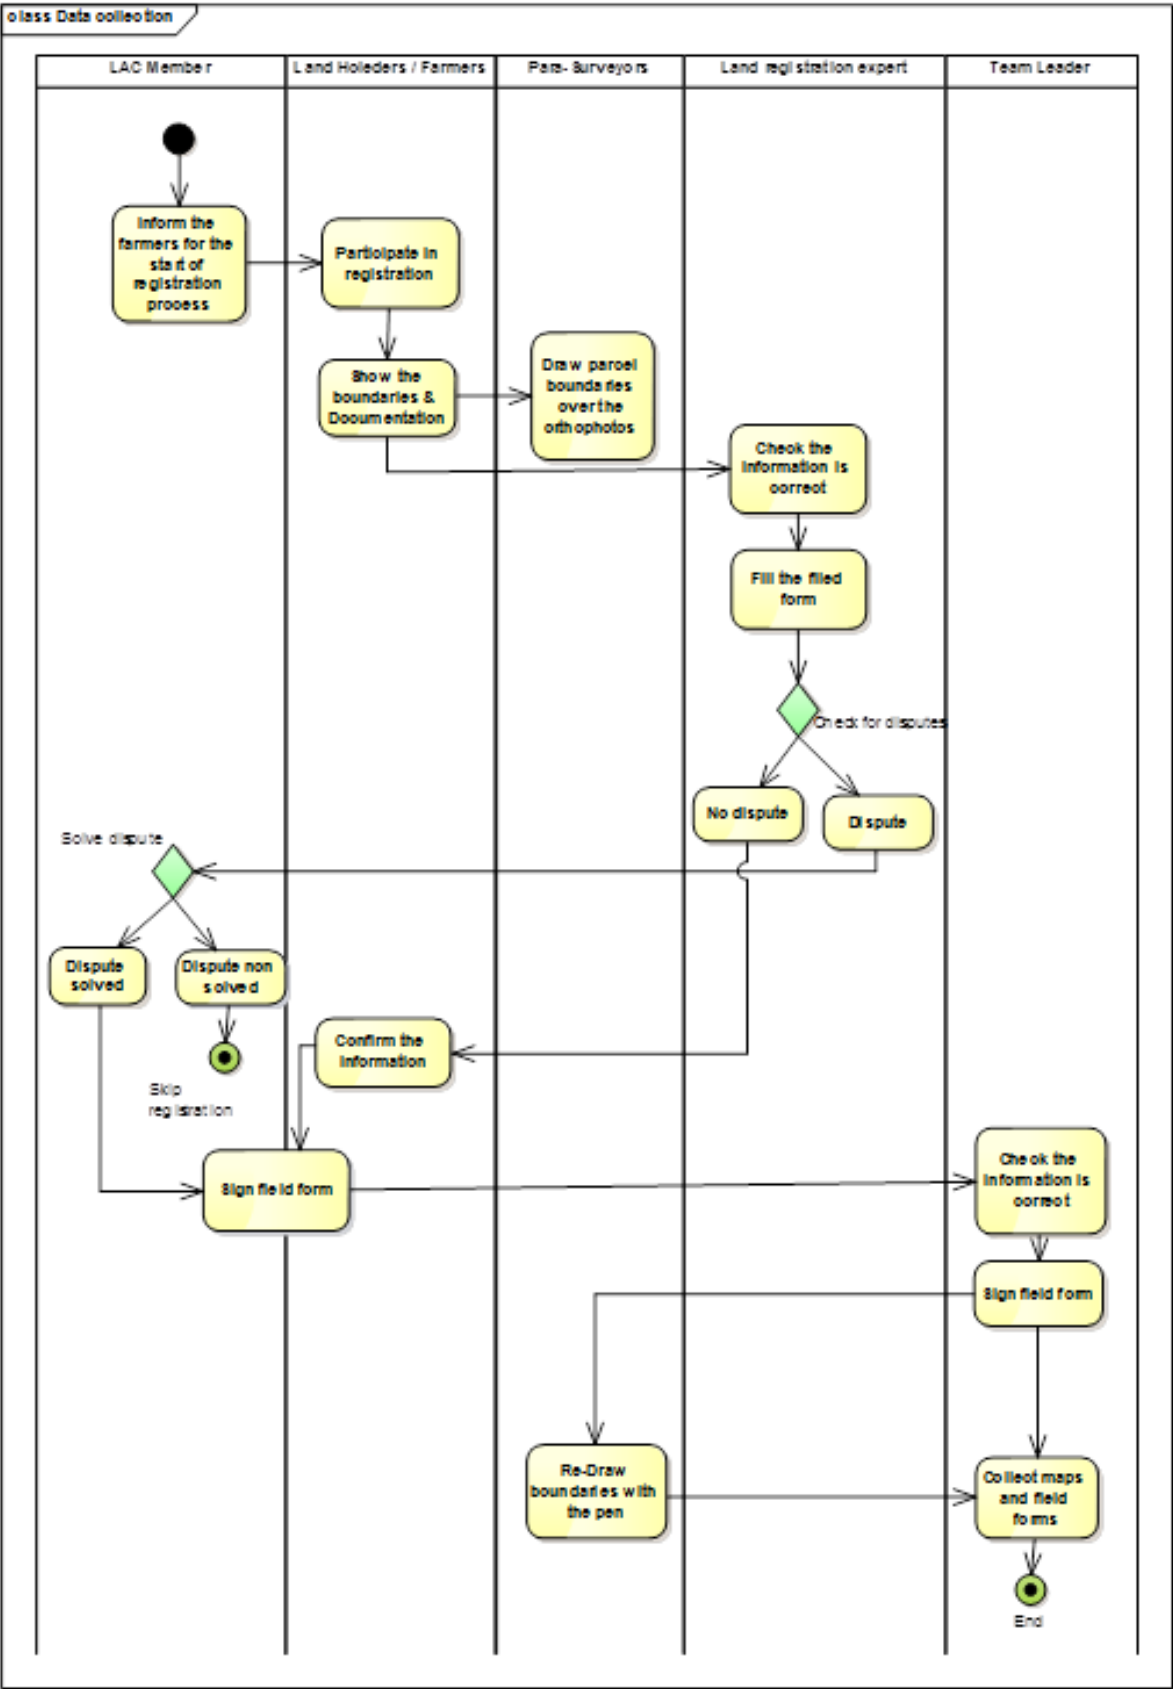 class Data collection
LAC Member
Land Holeders / Farmers
Para- Surveyors
Land registration expert
Team Leader
Inform the
farmers for the
start of
registration
process
Participate in
registration
Show the
boundaries &
Documentation
Draw parcel
boundaries
over the
orthophotos
Check the
information is
correct
Fill the filed
form
Check for disputes
No dispute
Dispute
Solve dispute
Dispute
solved
Dispute non
solved
Skip
regisration
Confirm the
information
Sign field form
Check the
information is
correct
Sign field form
Re-Draw
boundaries with
the pen
Collect maps
and field
forms
End